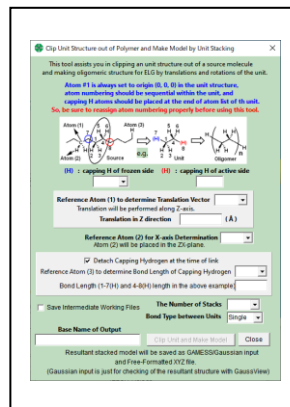 Clip Unit Structure out of Polymer and Make Model by Unit Stacking
This tool assists you in clipping an unit structure out of a source molecule
and making oligomeric structure for ELG by translations and rotations of the unit.
Atom #1 is always set to origin (0, 0, 0) in the unit structure,
atom numbering should be sequential within the unit, and
capping H atoms should be placed at the end of atom list of th unit.
So, be sure to reassign atom numbering properly before using this tool.
Atom (1) Atom (3)
Atom (2) Source e.g. Unit Oligomer
(H) : capping H of frozen side (H) : capping H of active side
Reference Atom (1) to determine Translation Vector
Translation will be performed along Z-axis.
Translation in Z direction (Å)
Reference Atom (2) for X-axis Determination
Atom (2) will be placed in the ZX-plane.
Detach Capping Hydrogen at the time of link
Reference Atom (3) to determine Bond Length of Capping Hydrogen
Bond Length (1-7(H) and 4-8(H) length in the above example)
Save Intermediate Working Files The Number of Stacks
Bond Type between Units Single
Base Name of Output
Clip Unit and Make Model Close
Resultant stacked model will be saved as GAMESS/Gaussian input
and Free-Formatted XYZ file.
(Gaussian input is just for checking of the resultant structure with GaussView)